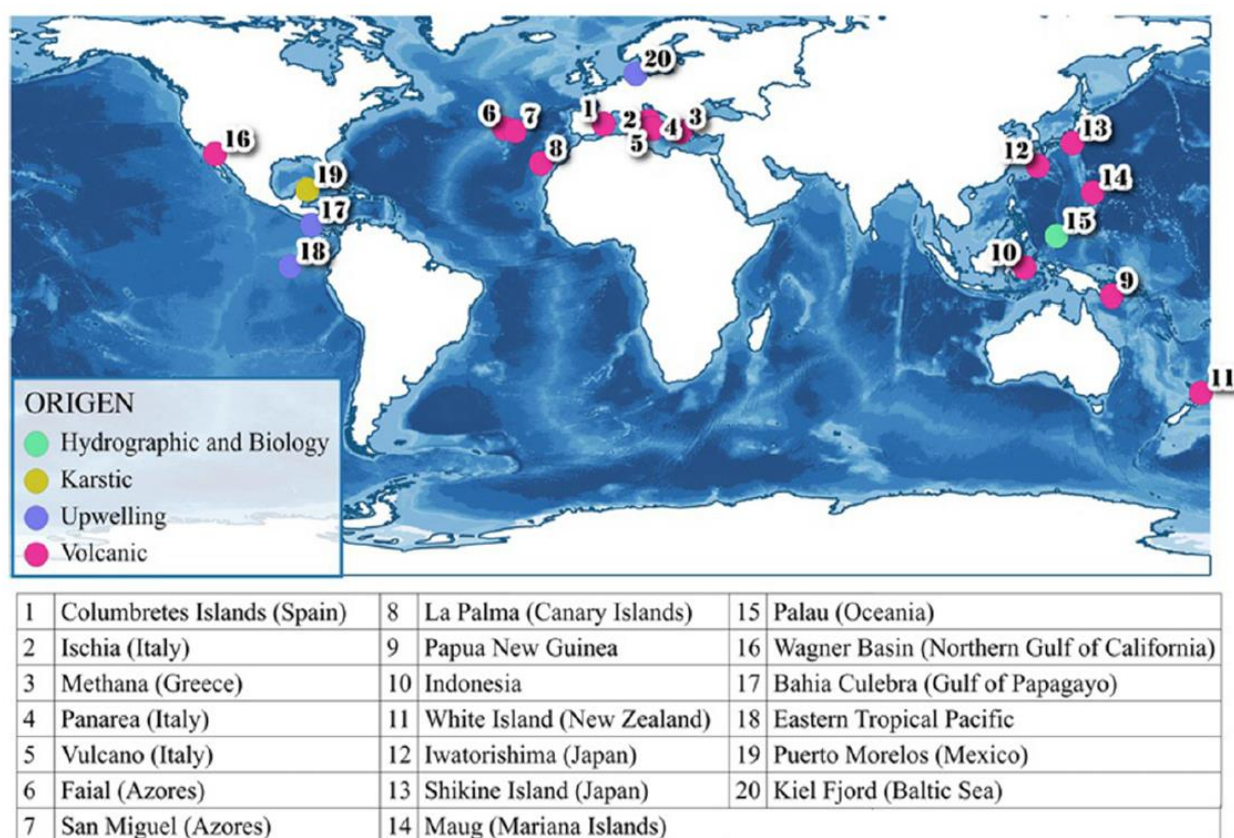 20
1
2
3
4
5
6
7
8
16
19
17
18
13
12
14
15
10
9
11
ORIGEN
Hydrographic and Biology
Karstic
Upwelling
Volcanic
1 Columbretes Islands (Spain) 8 La Palma (Canary Islands) 15 Palau (Oceania)
2 Ischia (Italy) 9 Papua New Guinea 16 Wagner Basin (Northern Gulf of California)
3 Methana (Greece) 10 Indonesia 17 Bahia Culebra (Gulf of Papagayo)
4 Panarea (Italy) 11 White Island (New Zealand) 18 Eastern Tropical Pacific
5 Vulcano (Italy) 12 Iwatorishima (Japan) 19 Puerto Morelos (Mexico)
6 Faial (Azores) 13 Shikine Island (Japan) 20 Kiel Fjord (Baltic Sea)
7 San Miguel (Azores) 14 Maug (Mariana Islands)